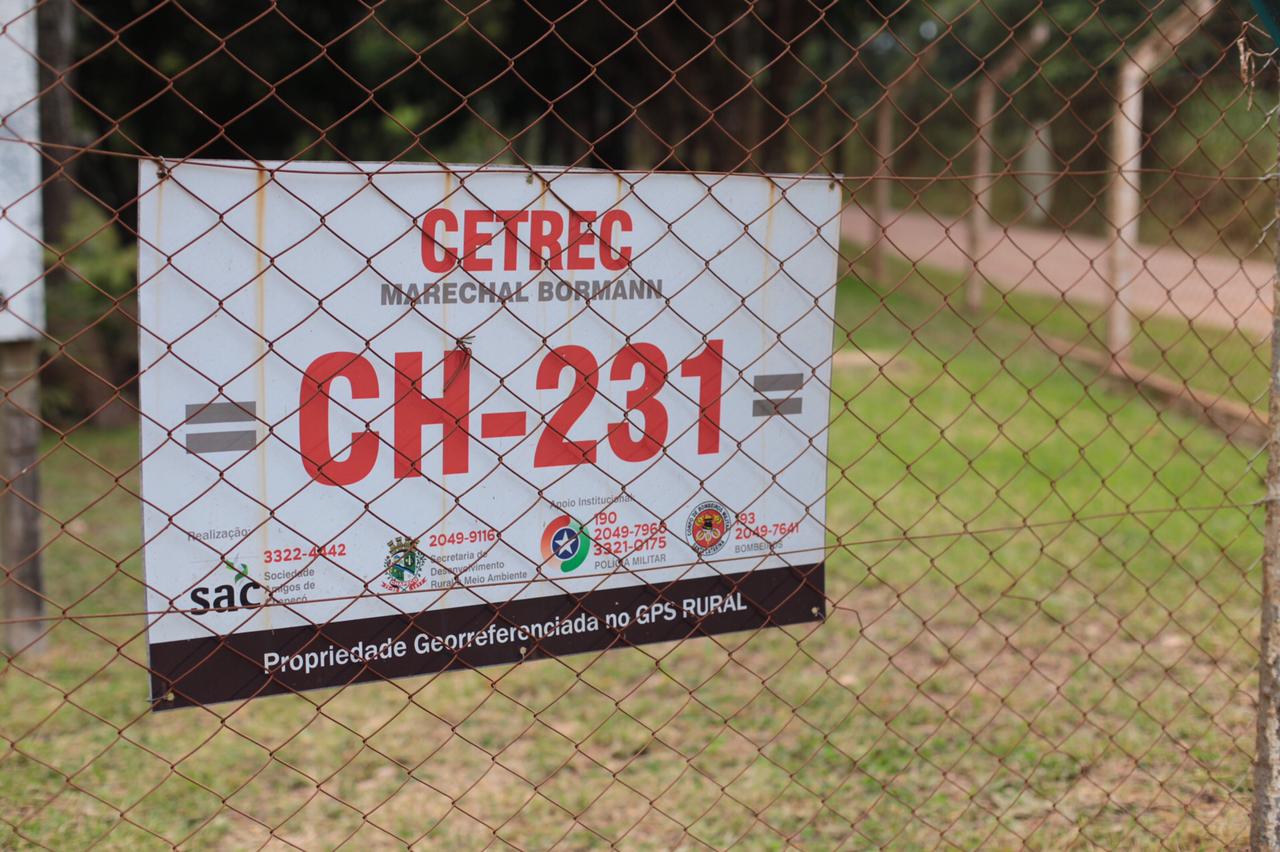 CETREC
MARECHAL BORMANN
= CH-231 =
Realização:
Apoio Institucional:
sac
3322-4442
Sociedade
Amigos de
Chapecó
2049-9116
Secretaria de
Desenvolvimento
Rural e Meio Ambiente
190
2049-7966
3321-0175
POLÍCIA MILITAR
193
2049-7641
BOMBEIROS
Propriedade Georreferenciada no GPS RURAL